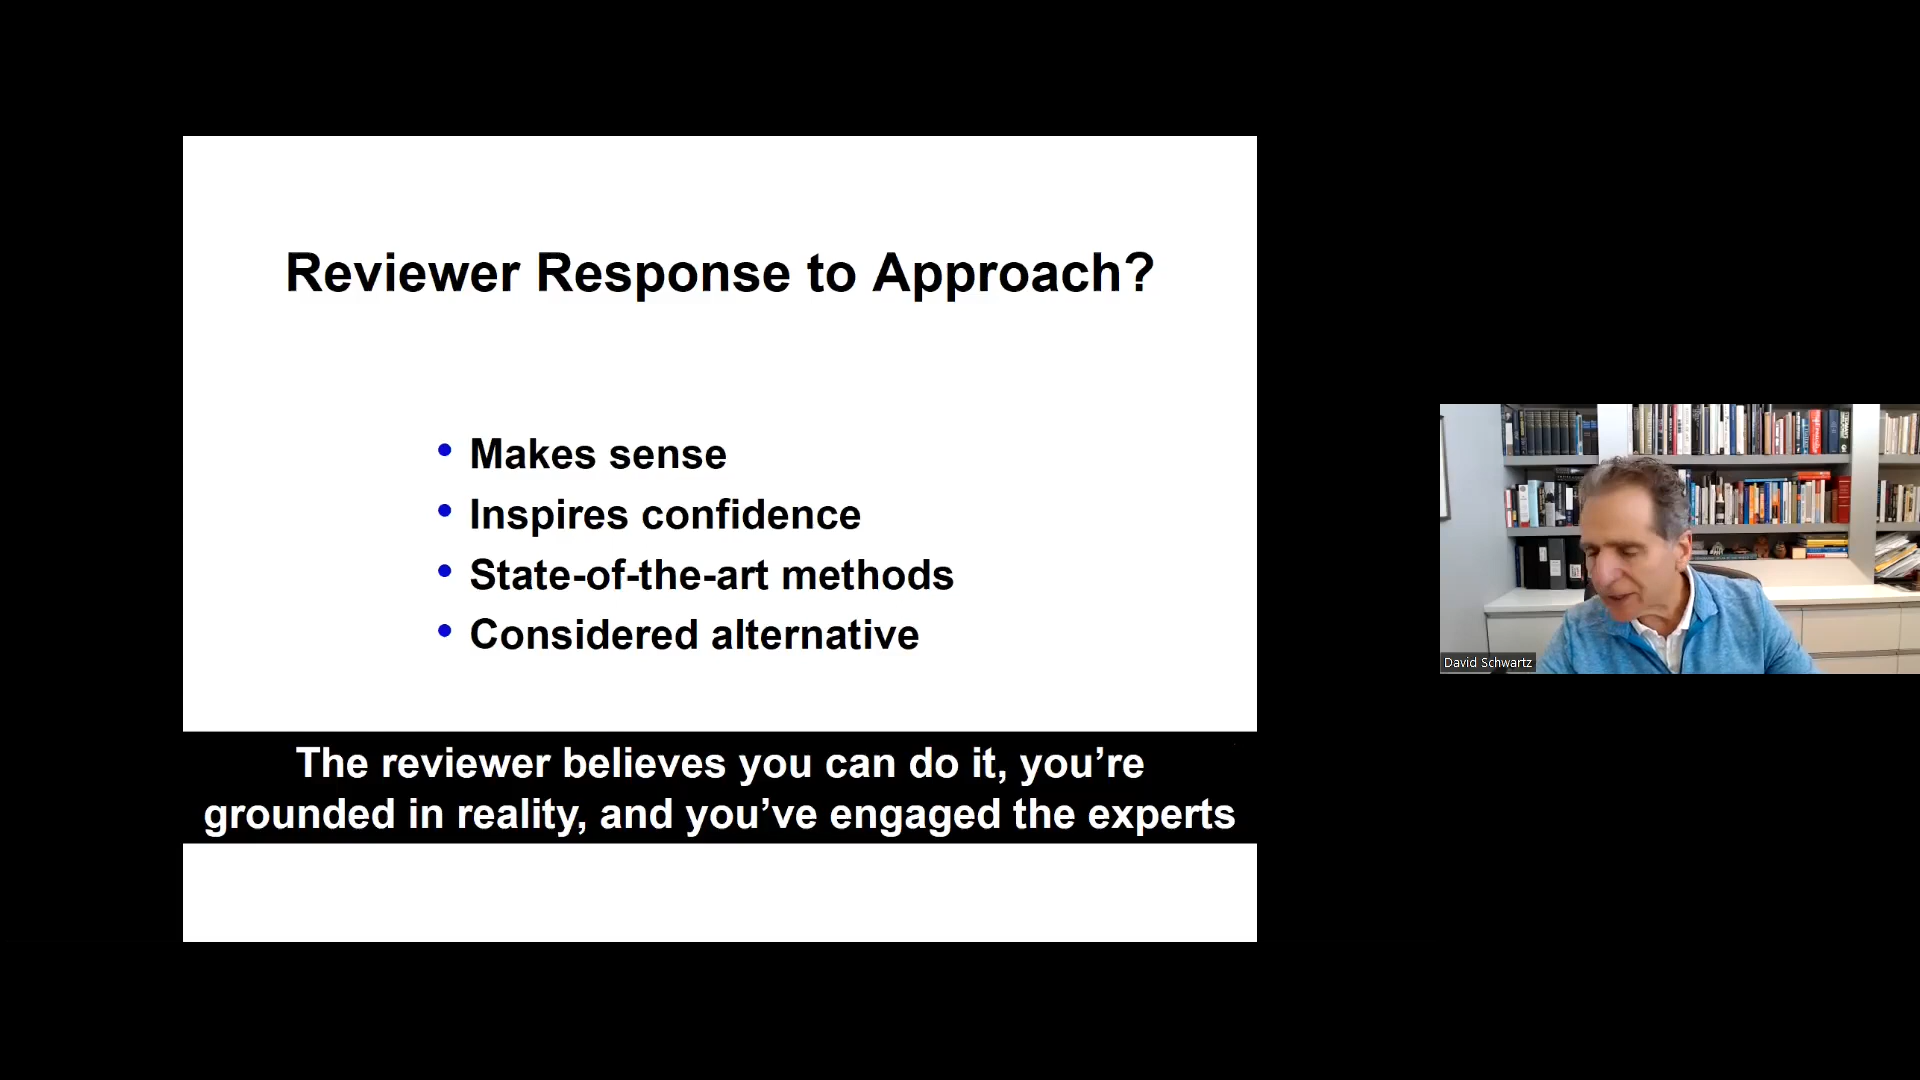 Reviewer Response to Approach?
• Makes sense
• Inspires confidence
• State-of-the-art methods
• Considered alternative
The reviewer believes you can do it, you’re
grounded in reality, and you’ve engaged the experts
David Schwartz